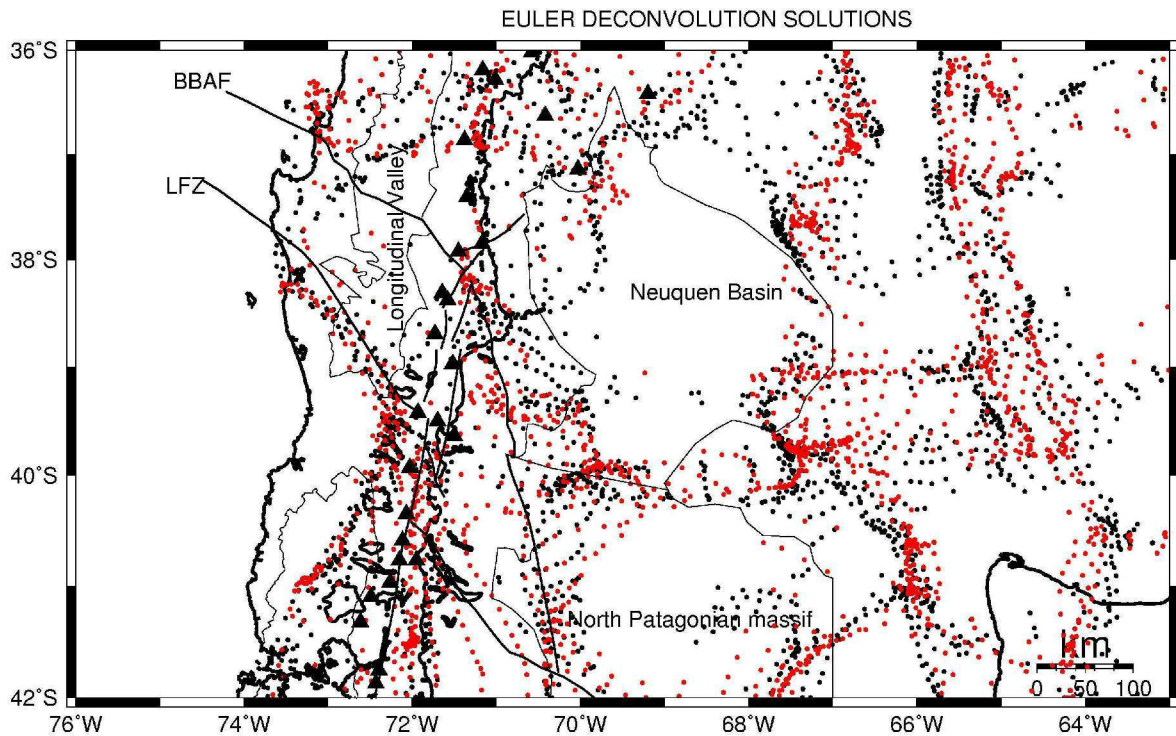 EULER DECONVOLUTION SOLUTIONS
36°S
BBAF
LFZ
Longitudinal Valley
38°S
Neuquen Basin
40°S
North Patagonian massif
km
0 50 100
42°S
76°W 74°W 72°W 70°W 68°W 66°W 64°W